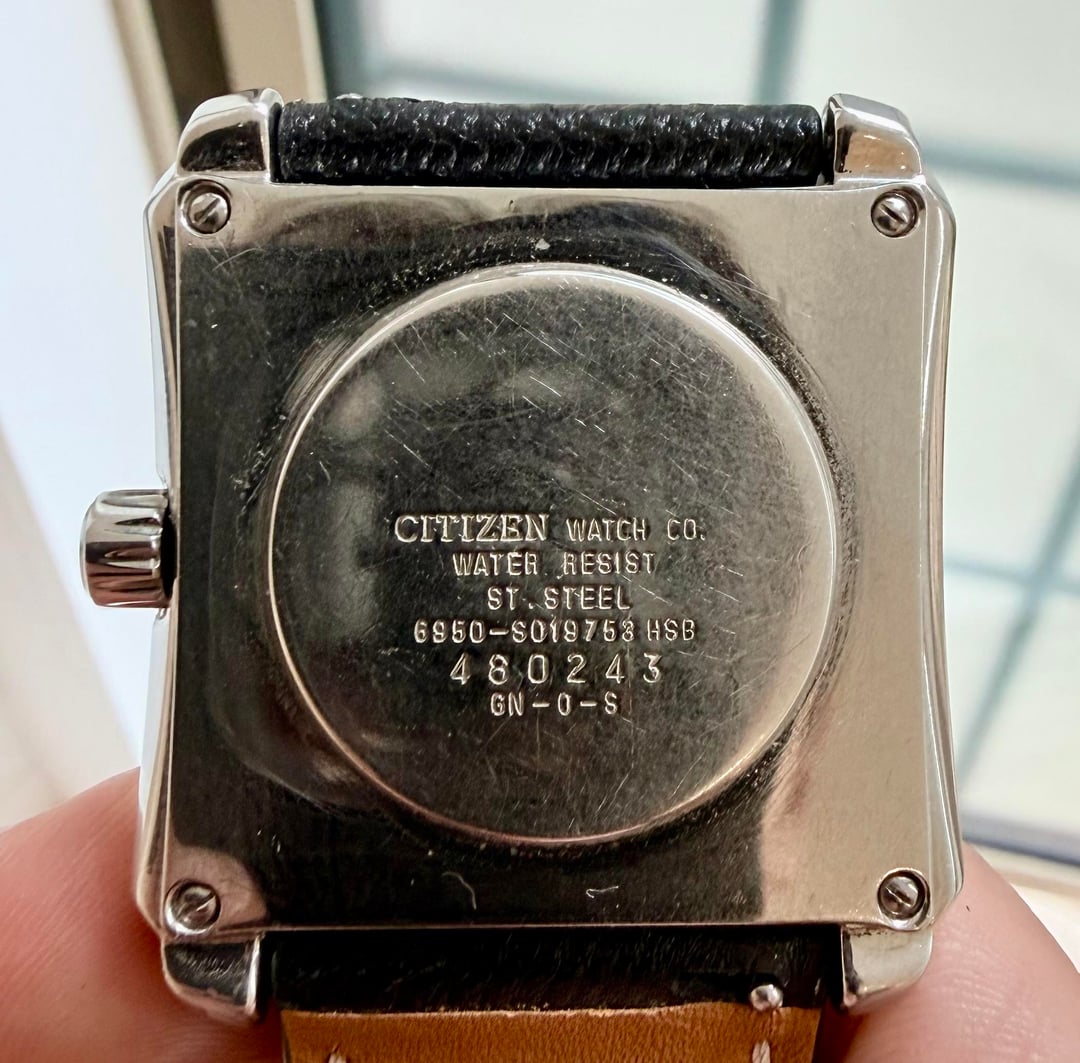 CITIZEN WATCH CO.
WATER RESIST
ST. STEEL
6950-S019753 HSB
480243
GN-0-S